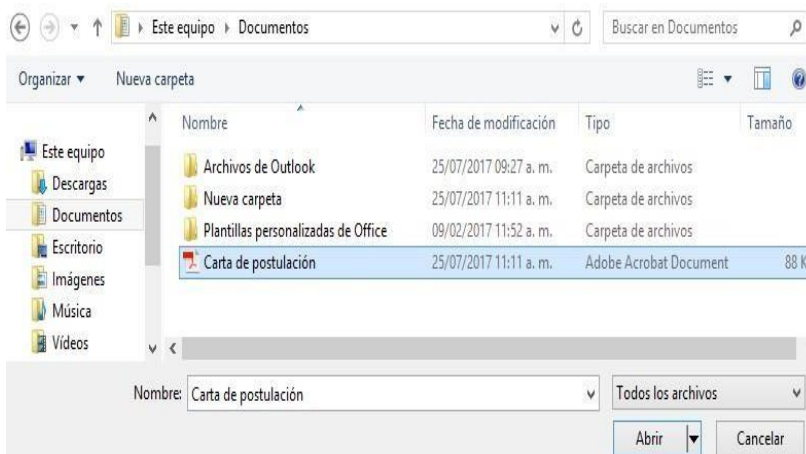 Este equipo Documentos Buscar en Documentos
Organizar Nueva carpeta
Nombre Fecha de modificación Tipo Tamaño
Este equipo
Descargas
Documentos
Escritorio
Imágenes
Música
Vídeos
Archivos de Outlook 25/07/2017 09:27 a. m. Carpeta de archivos
Nueva carpeta 25/07/2017 11:11 a. m. Carpeta de archivos
Plantillas personalizadas de Office 09/02/2017 11:52 a. m. Carpeta de archivos
Carta de postulación 25/07/2017 11:11 a. m. Adobe Acrobat Document 88 K
Nombre: Carta de postulación Todos los archivos
Abrir Cancelar